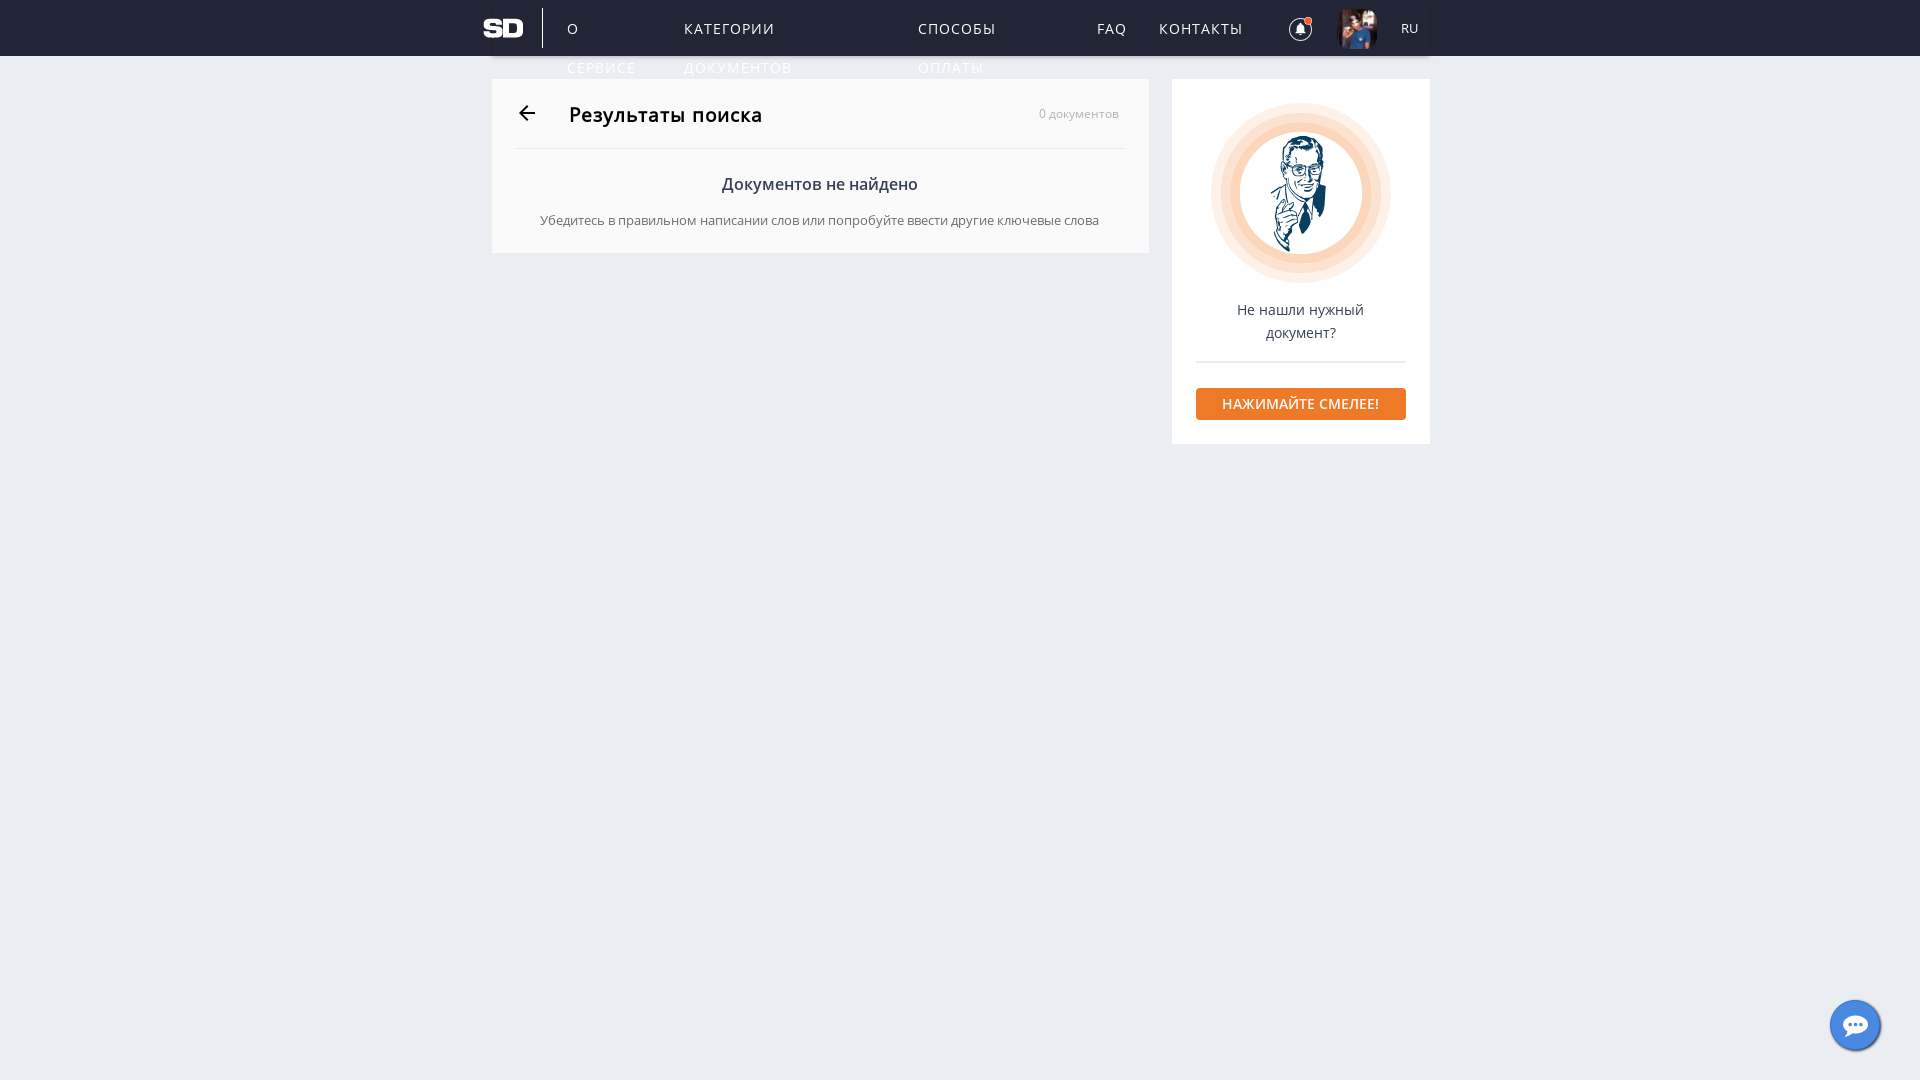 SD
О СЕРВИСЕ
КАТЕГОРИИ ДОКУМЕНТОВ
СПОСОБЫ ОПЛАТЫ
FAQ
КОНТАКТЫ
RU
Результаты поиска
0 документов
Документов не найдено
Убедитесь в правильном написании слов или попробуйте ввести другие ключевые слова
Не нашли нужный
документ?
НАЖИМАЙТЕ СМЕЛЕЕ!